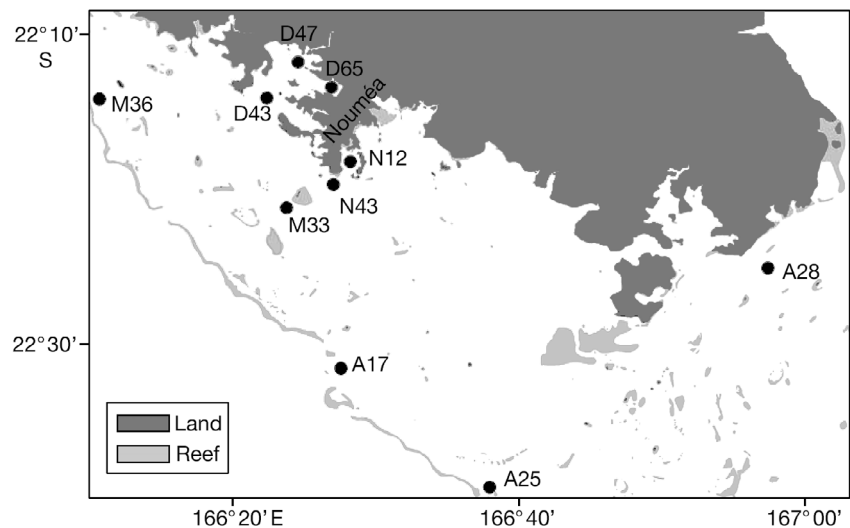 22°10’
S
D47
D65
M36
D43
Nouméa
N12
N43
M33
A28
22°30’
A17
Land
Reef
A25
166°20’E
166°40’
167°00’